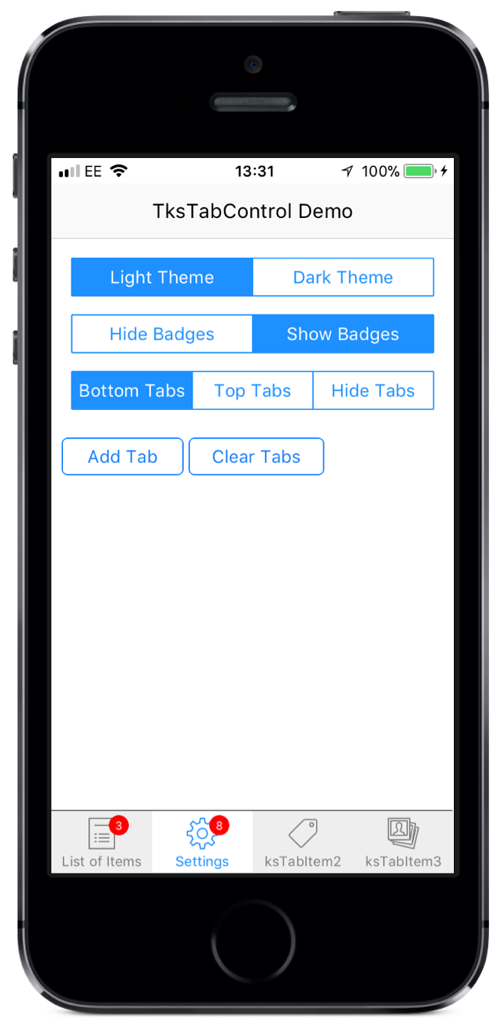 EE 13:31 100%
TksTabControl Demo
Light Theme Dark Theme
Hide Badges Show Badges
Bottom Tabs Top Tabs Hide Tabs
Add Tab Clear Tabs
3 8
List of Items Settings ksTabItem2 ksTabItem3